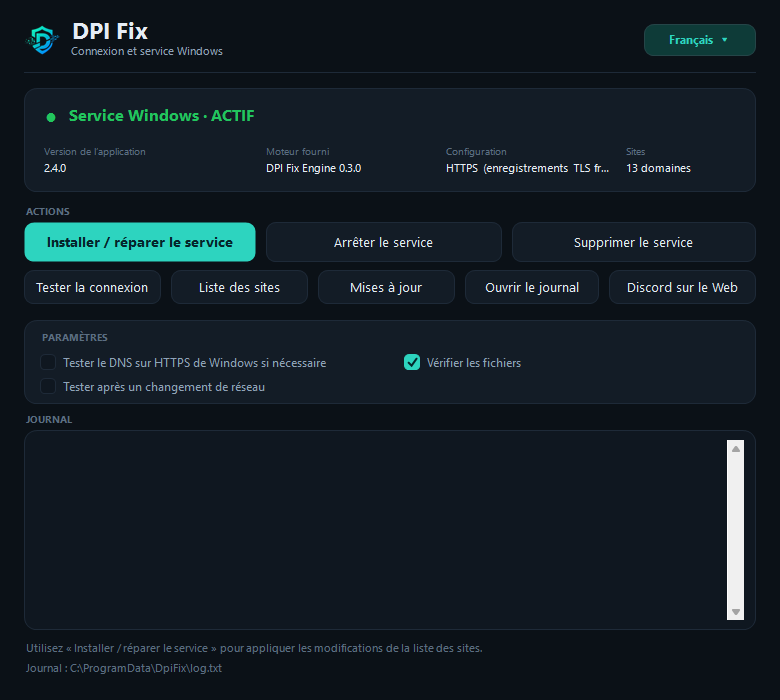 DPI Fix
Connexion et service Windows
Français
Service Windows · ACTIF
Version de l'application
Moteur fourni
Configuration
Sites
2.4.0
DPI Fix Engine 0.3.0
HTTPS (enregistrements TLS fr...
13 domaines
ACTIONS
Installer / réparer le service
Arrêter le service
Supprimer le service
Tester la connexion
Liste des sites
Mises à jour
Ouvrir le journal
Discord sur le Web
PARAMÈTRES
Tester le DNS sur HTTPS de Windows si nécessaire
Vérifier les fichiers
Tester après un changement de réseau
JOURNAL
Utilisez « Installer / réparer le service » pour appliquer les modifications de la liste des sites.
Journal : C:\ProgramData\DpiFix\log.txt